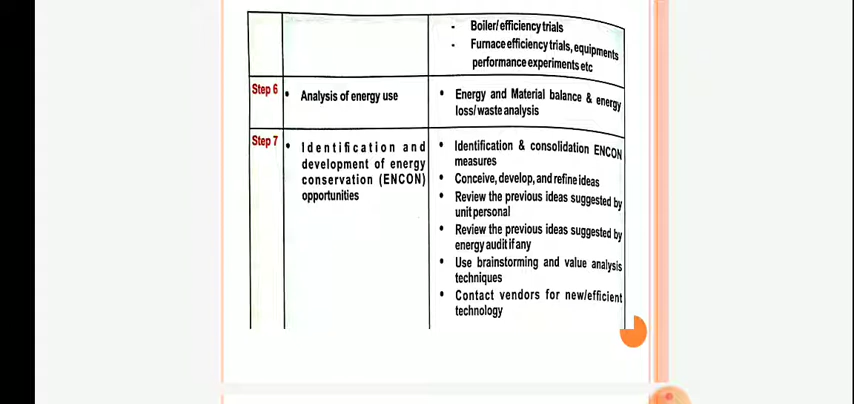 - Boiler/ efficiency trials
- Furnace efficiency trials, equipments
performance experiments etc
Step 6
• Analysis of energy use
• Energy and Material balance & energy
loss/ waste analysis
Step 7
• Identification and
development of energy
conservation (ENCON)
opportunities
• Identification & consolidation ENCON
measures
• Conceive, develop, and refine ideas
• Review the previous ideas suggested by
unit personal
• Review the previous ideas suggested by
energy audit if any
• Use brainstorming and value analysis
techniques
• Contact vendors for new/efficient
technology